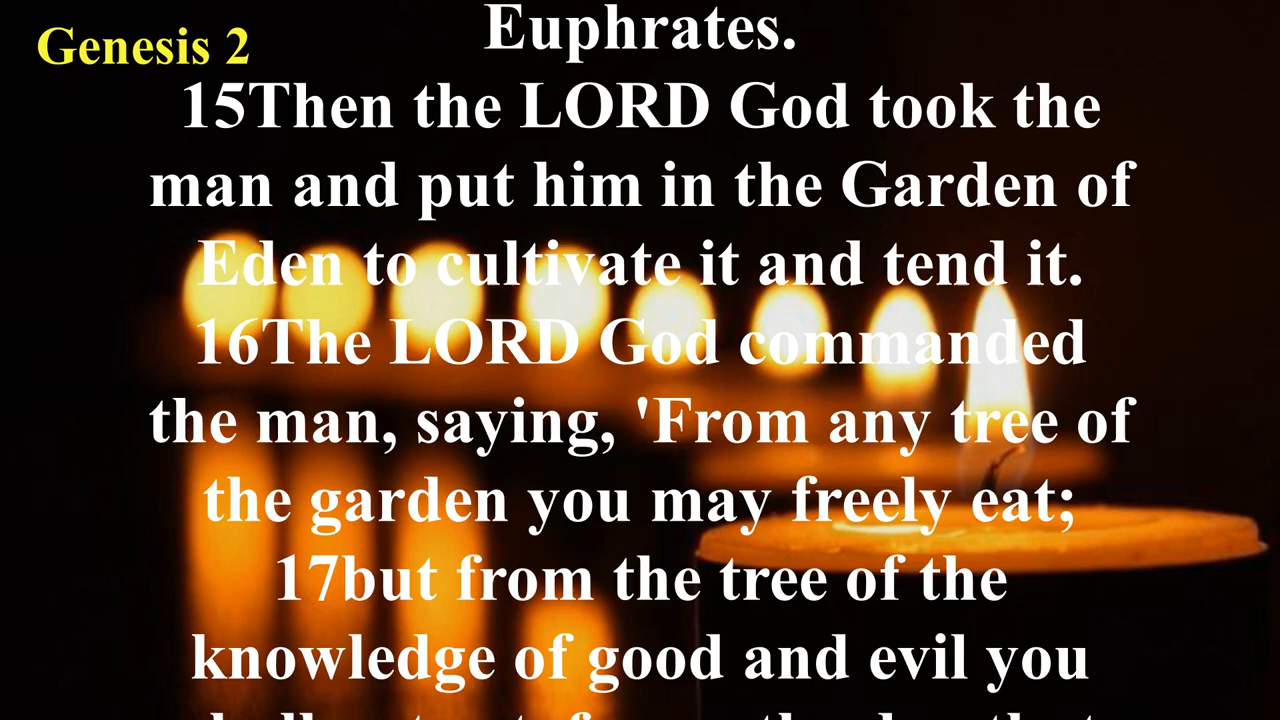 Genesis 2
Euphrates.
15Then the LORD God took the
man and put him in the Garden of
Eden to cultivate it and tend it.
16The LORD God commanded
the man, saying, 'From any tree of
the garden you may freely eat;
17but from the tree of the
knowledge of good and evil you